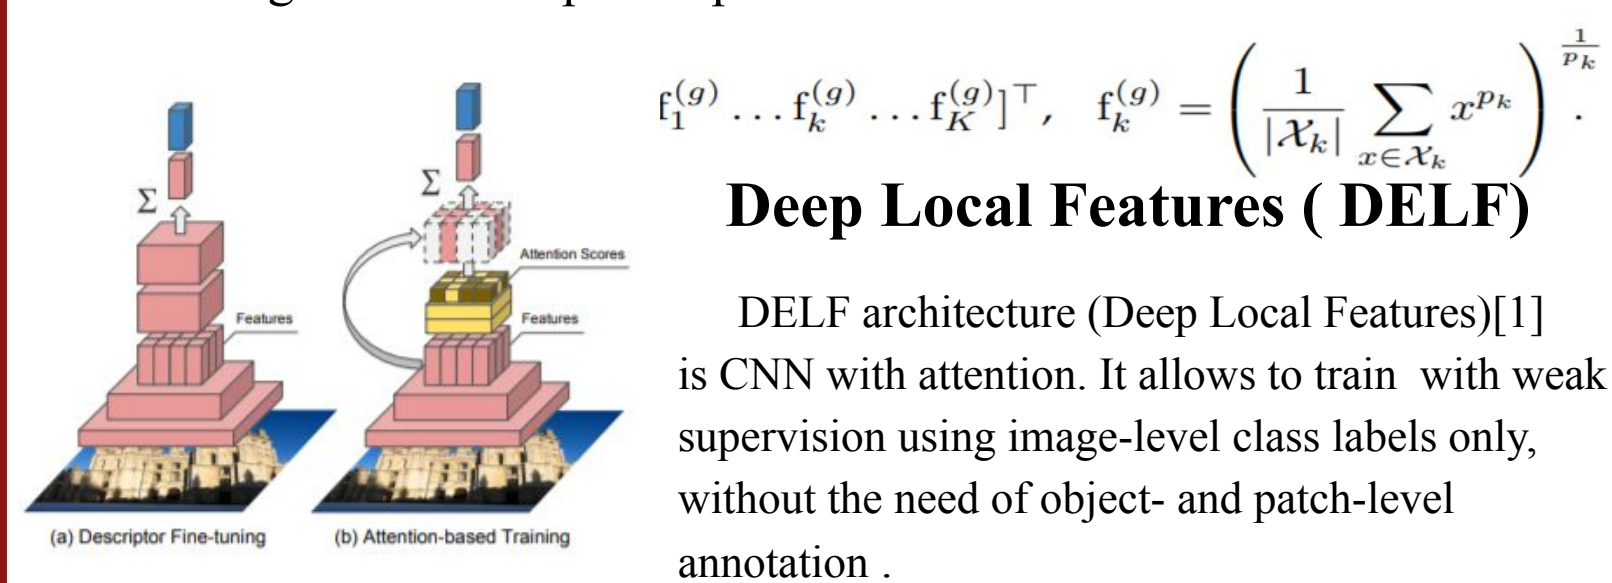 f_1^{(g)} … f_k^{(g)} … f_K^{(g)}]^⊤, f_k^{(g)} = ( 1/|𝒳_k| ∑_{x∈𝒳_k} x^{p_k} )^{1/p_k} .
Deep Local Features ( DELF)
DELF architecture (Deep Local Features)[1]
is CNN with attention. It allows to train with weak
supervision using image-level class labels only,
without the need of object- and patch-level
annotation .
Σ
Features
(a) Descriptor Fine-tuning
Σ
Attention Scores
Features
(b) Attention-based Training